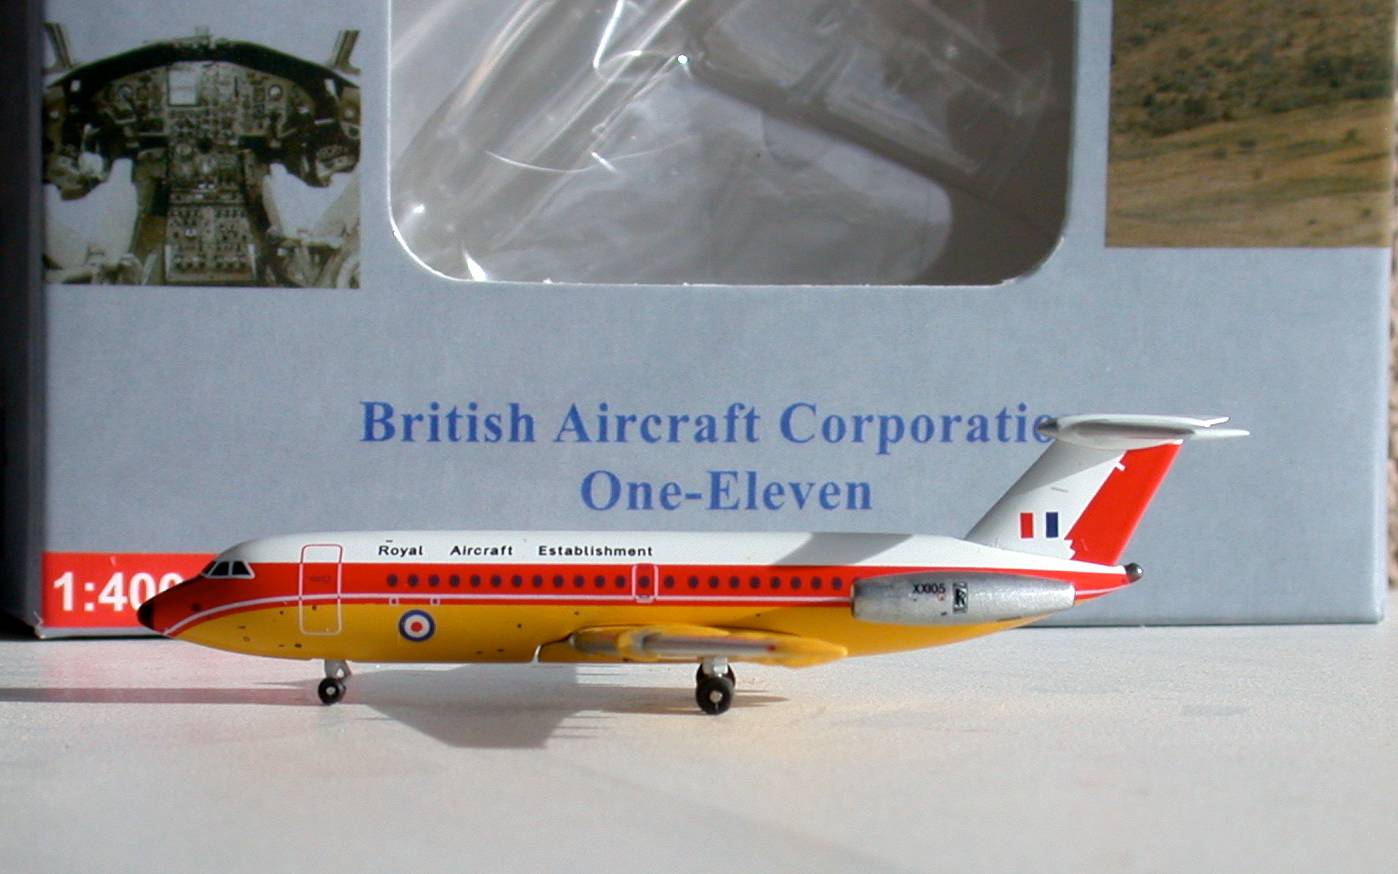 British Aircraft Corporatio
One-Eleven
1:400
Royal Aircraft Establishment